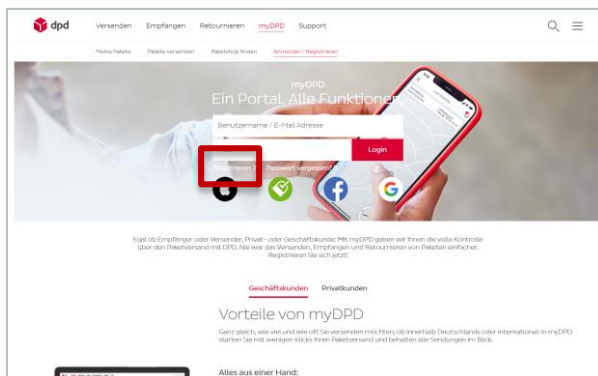 dpd
Versenden Empfangen Retournieren myDPD Support
Meine Pakete Pakete versenden Paketshop finden Anmelden / Registrieren
myDPD
Ein Portal. Alle Funktionen.
Benutzername / E-Mail Adresse
Login
Registrieren Passwort vergessen?
Egal ob Empfänger oder Versender, Privat- oder Geschäftskunde: Mit myDPD geben wir Ihnen die volle Kontrolle
über den Paketversand mit DPD. Nie war das Versenden, Empfangen und Retournieren von Paketen einfacher.
Registrieren Sie sich jetzt!
Geschäftskunden Privatkunden
Vorteile von myDPD
Ganz gleich, wie viel und wie oft Sie versenden möchten, ob innerhalb Deutschlands oder international: In myDPD
starten Sie mit wenigen Klicks Ihren Paketversand und behalten alle Sendungen im Blick.
Alles aus einer Hand: